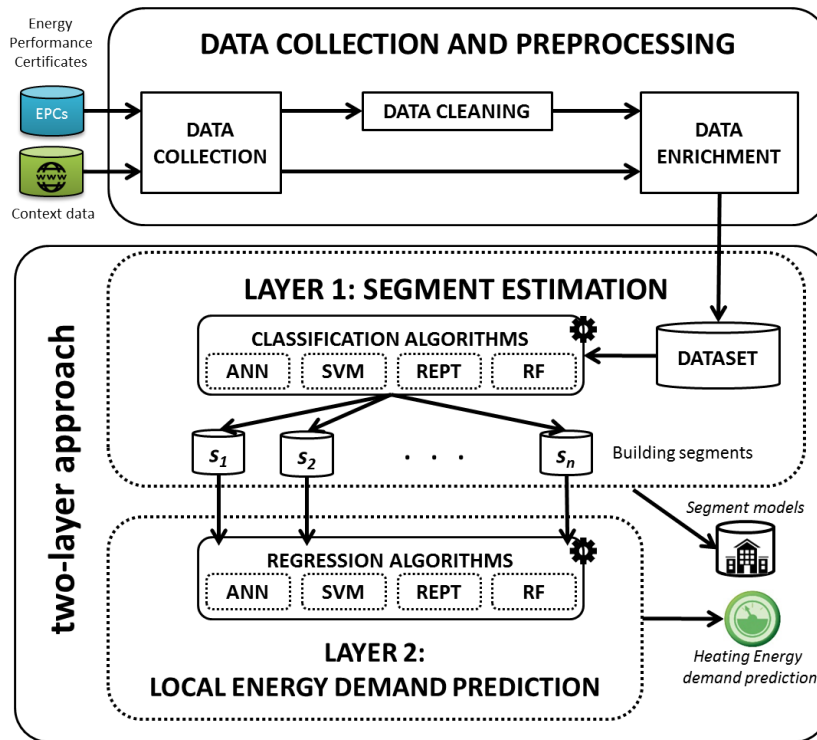 Energy
Performance
Certificates
DATA COLLECTION AND PREPROCESSING
EPCs
DATA
COLLECTION
DATA CLEANING
DATA
ENRICHMENT
www
Context data
two-layer approach
LAYER 1: SEGMENT ESTIMATION
CLASSIFICATION ALGORITHMS
ANN SVM REPT RF
DATASET
s1 s2 . . . sn
Building segments
Segment models
REGRESSION ALGORITHMS
ANN SVM REPT RF
LAYER 2:
LOCAL ENERGY DEMAND PREDICTION
Heating Energy
demand prediction